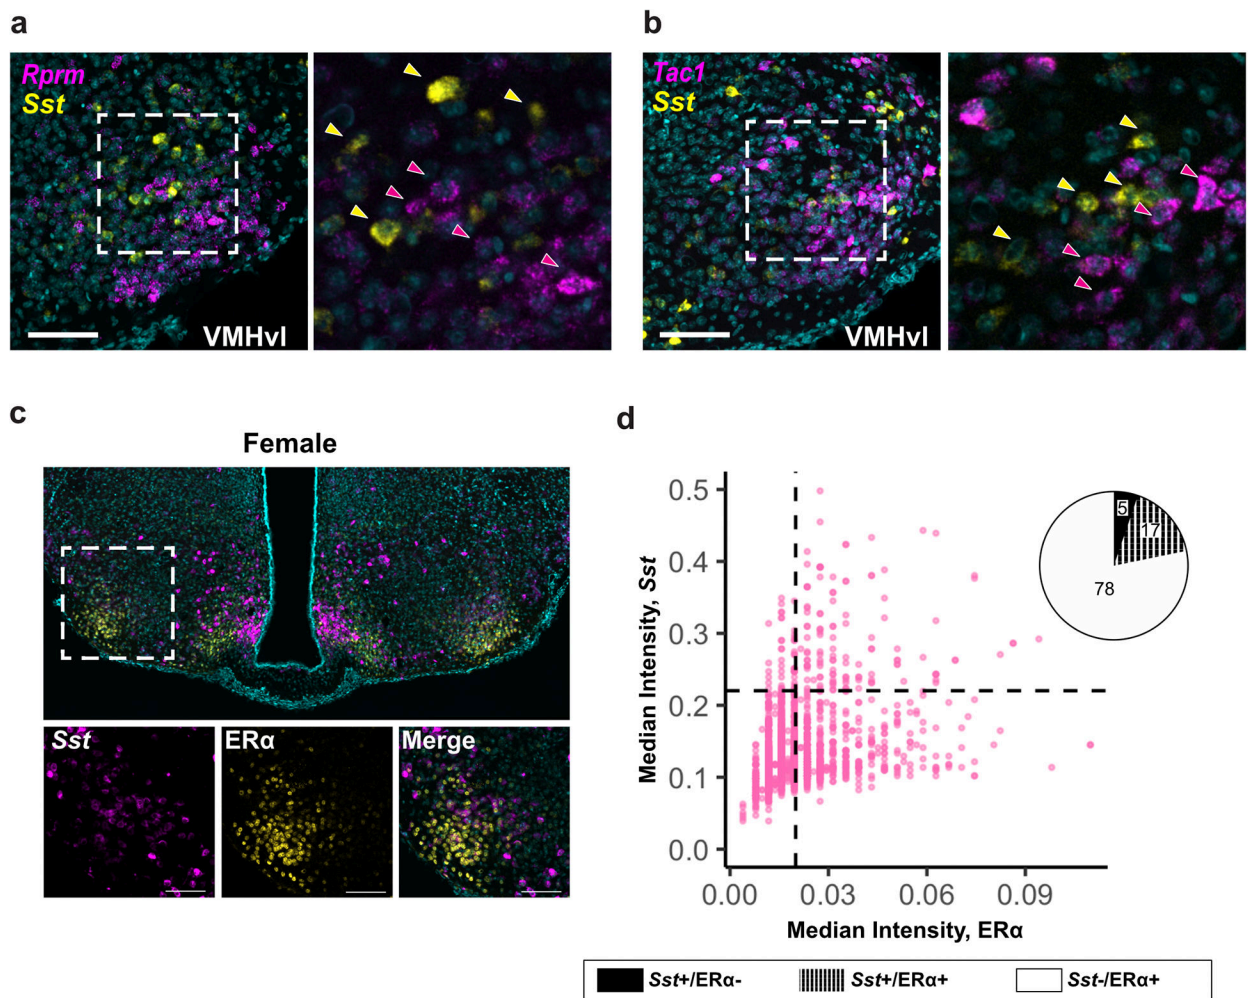 a
Rprm
Sst
VMHvl
b
Tac1
Sst
VMHvl
c
Female
Sst
ERα
Merge
d
Median Intensity, Sst
0.5
0.4
0.3
0.2
0.1
0.0
0.00 0.03 0.06 0.09
Median Intensity, ERα
5
17
78
Sst+/ERα- Sst+/ERα+ Sst-/ERα+